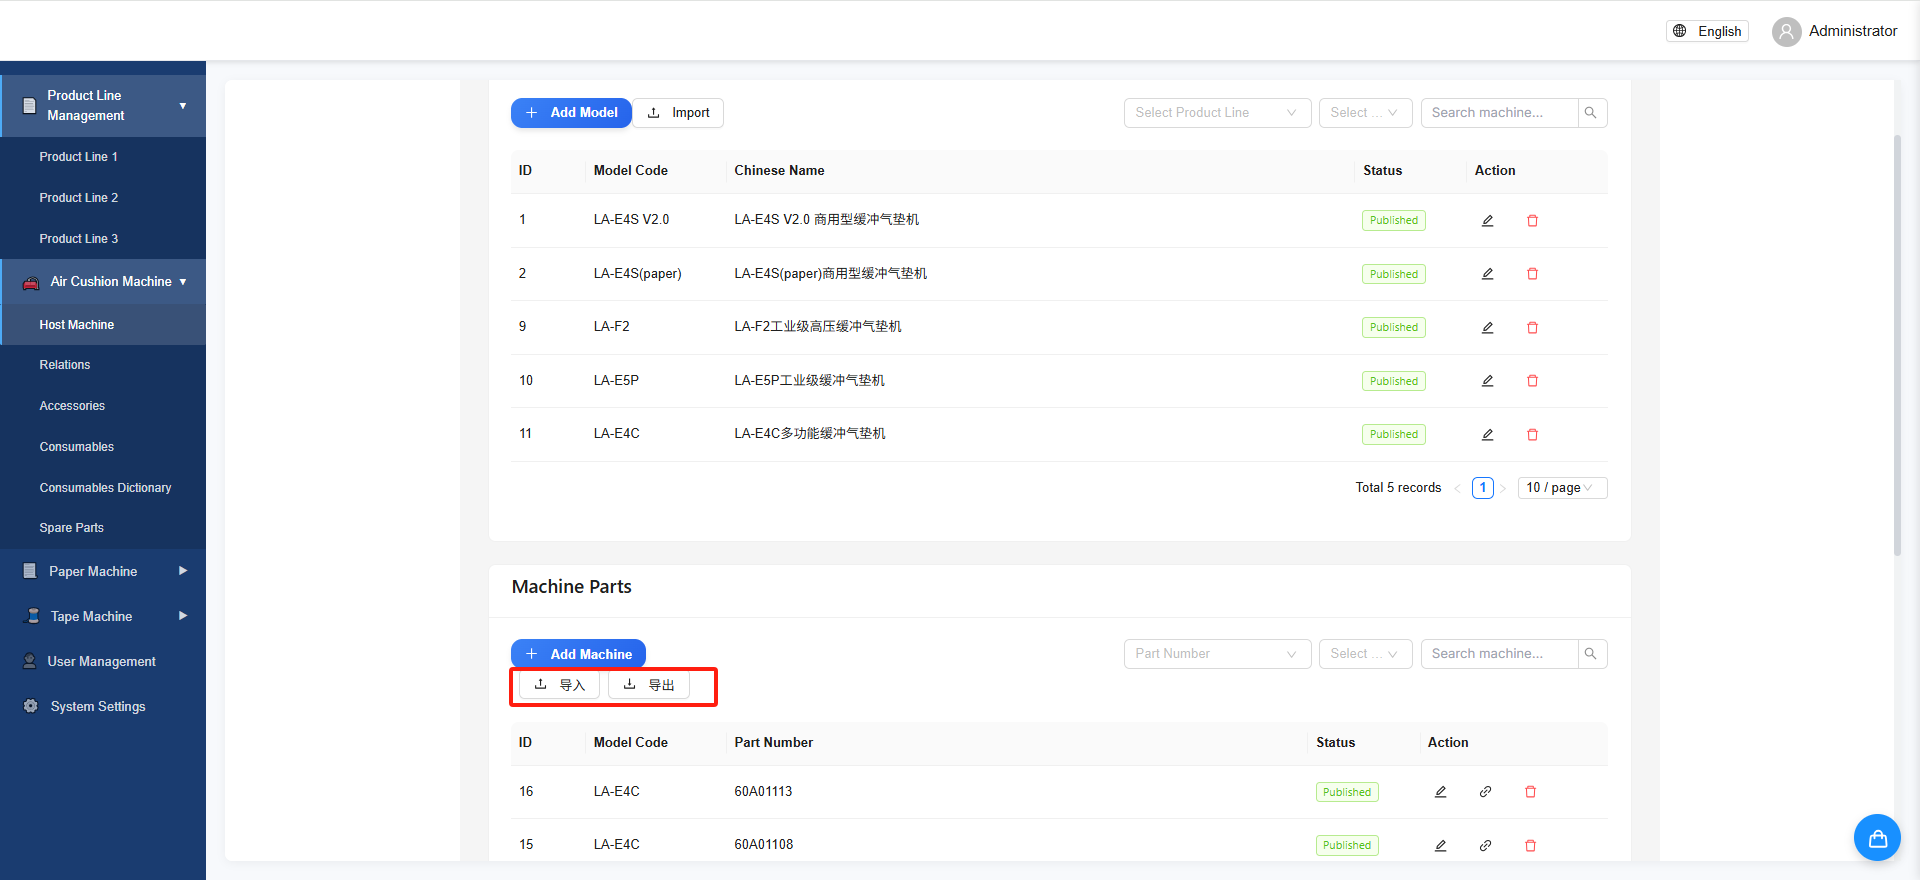 English
Administrator
Product Line Management
Product Line 1
Product Line 2
Product Line 3
Air Cushion Machine
Host Machine
Relations
Accessories
Consumables
Consumables Dictionary
Spare Parts
Paper Machine
Tape Machine
User Management
System Settings
Add Model Import Select Product Line Select ... Search machine...
ID Model Code Chinese Name Status Action
1 LA-E4S V2.0 LA-E4S V2.0 商用型缓冲气垫机 Published
2 LA-E4S(paper) LA-E4S(paper)商用型缓冲气垫机 Published
9 LA-F2 LA-F2工业级高压缓冲气垫机 Published
10 LA-E5P LA-E5P工业级缓冲气垫机 Published
11 LA-E4C LA-E4C多功能缓冲气垫机 Published
Total 5 records 1 10 / page
Machine Parts
Add Machine Part Number Select ... Search machine...
导入 导出
ID Model Code Part Number Status Action
16 LA-E4C 60A01113 Published
15 LA-E4C 60A01108 Published